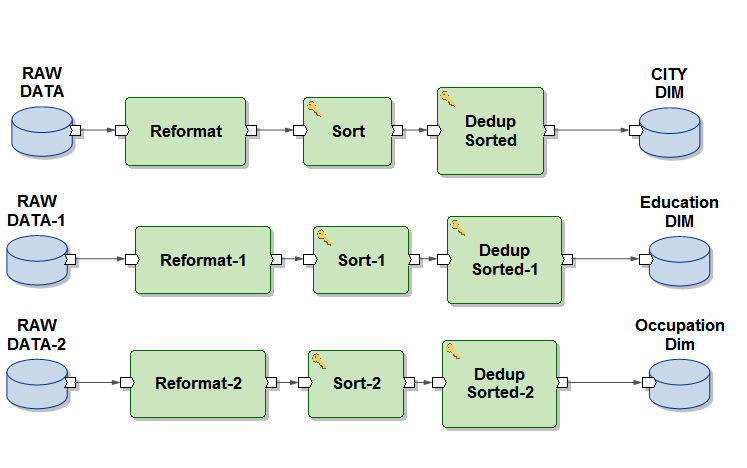 RAW
DATA
Reformat
Sort
Dedup
Sorted
CITY
DIM
RAW
DATA-1
Reformat-1
Sort-1
Dedup
Sorted-1
Education
DIM
RAW
DATA-2
Reformat-2
Sort-2
Dedup
Sorted-2
Occupation
Dim